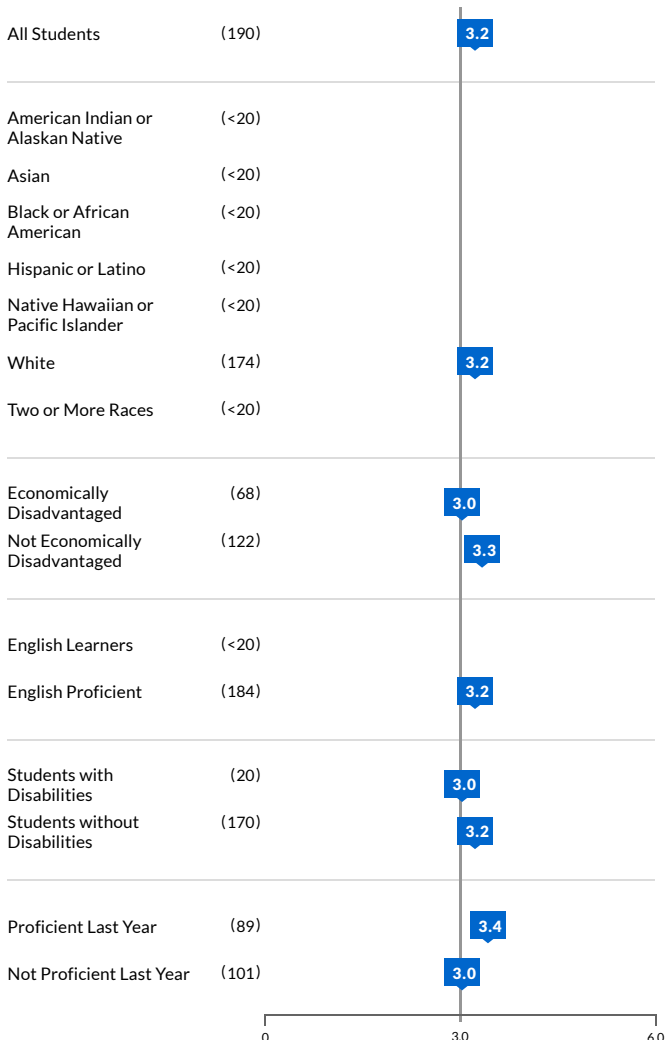 All Students (190) 3.2
American Indian or (<20)
Alaskan Native
Asian (<20)
Black or African (<20)
American
Hispanic or Latino (<20)
Native Hawaiian or (<20)
Pacific Islander
White (174) 3.2
Two or More Races (<20)
Economically (68) 3.0
Disadvantaged
Not Economically (122) 3.3
Disadvantaged
English Learners (<20)
English Proficient (184) 3.2
Students with (20) 3.0
Disabilities
Students without (170) 3.2
Disabilities
Proficient Last Year (89) 3.4
Not Proficient Last Year (101) 3.0
0 3.0 6.0